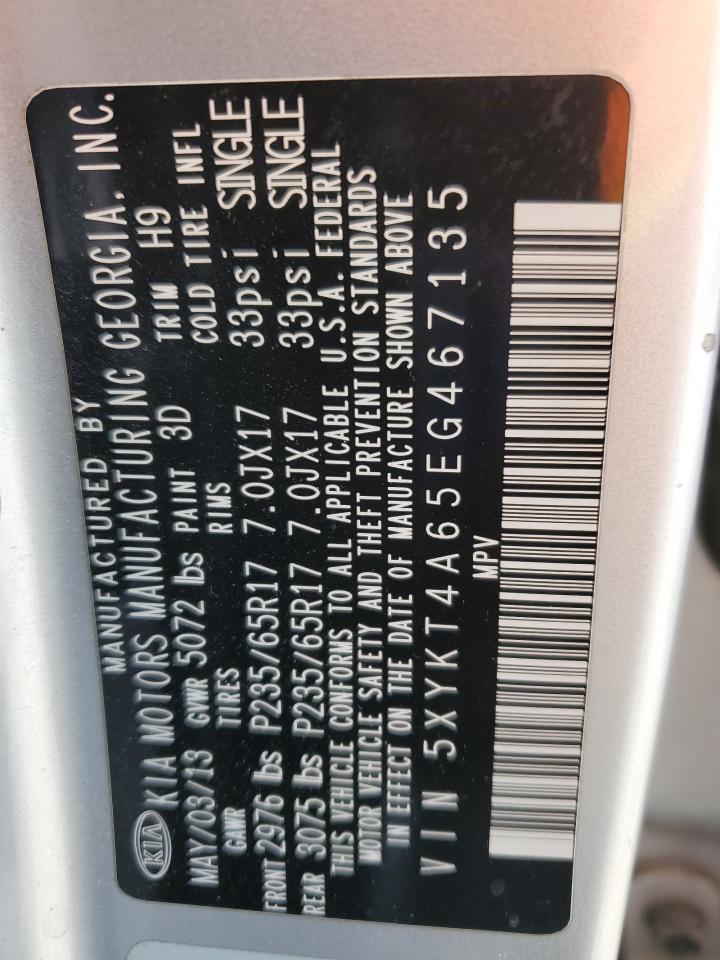 MANUFACTURED BY
KIA KIA MOTORS MANUFACTURING GEORGIA, INC.
MAY/03/13 GWR 5072 lbs PAINT 3D TRIM H9
GAWR TIRES RIMS COLD TIRE INFL
FRONT 2976 lbs P235/65R17 7.0JX17 33psi SINGLE
REAR 3075 lbs P235/65R17 7.0JX17 33psi SINGLE
THIS VEHICLE CONFORMS TO ALL APPLICABLE U.S.A. FEDERAL
MOTOR VEHICLE SAFETY AND THEFT PREVENTION STANDARDS
IN EFFECT ON THE DATE OF MANUFACTURE SHOWN ABOVE
VIN 5XYKT4A65EG467135
MPV